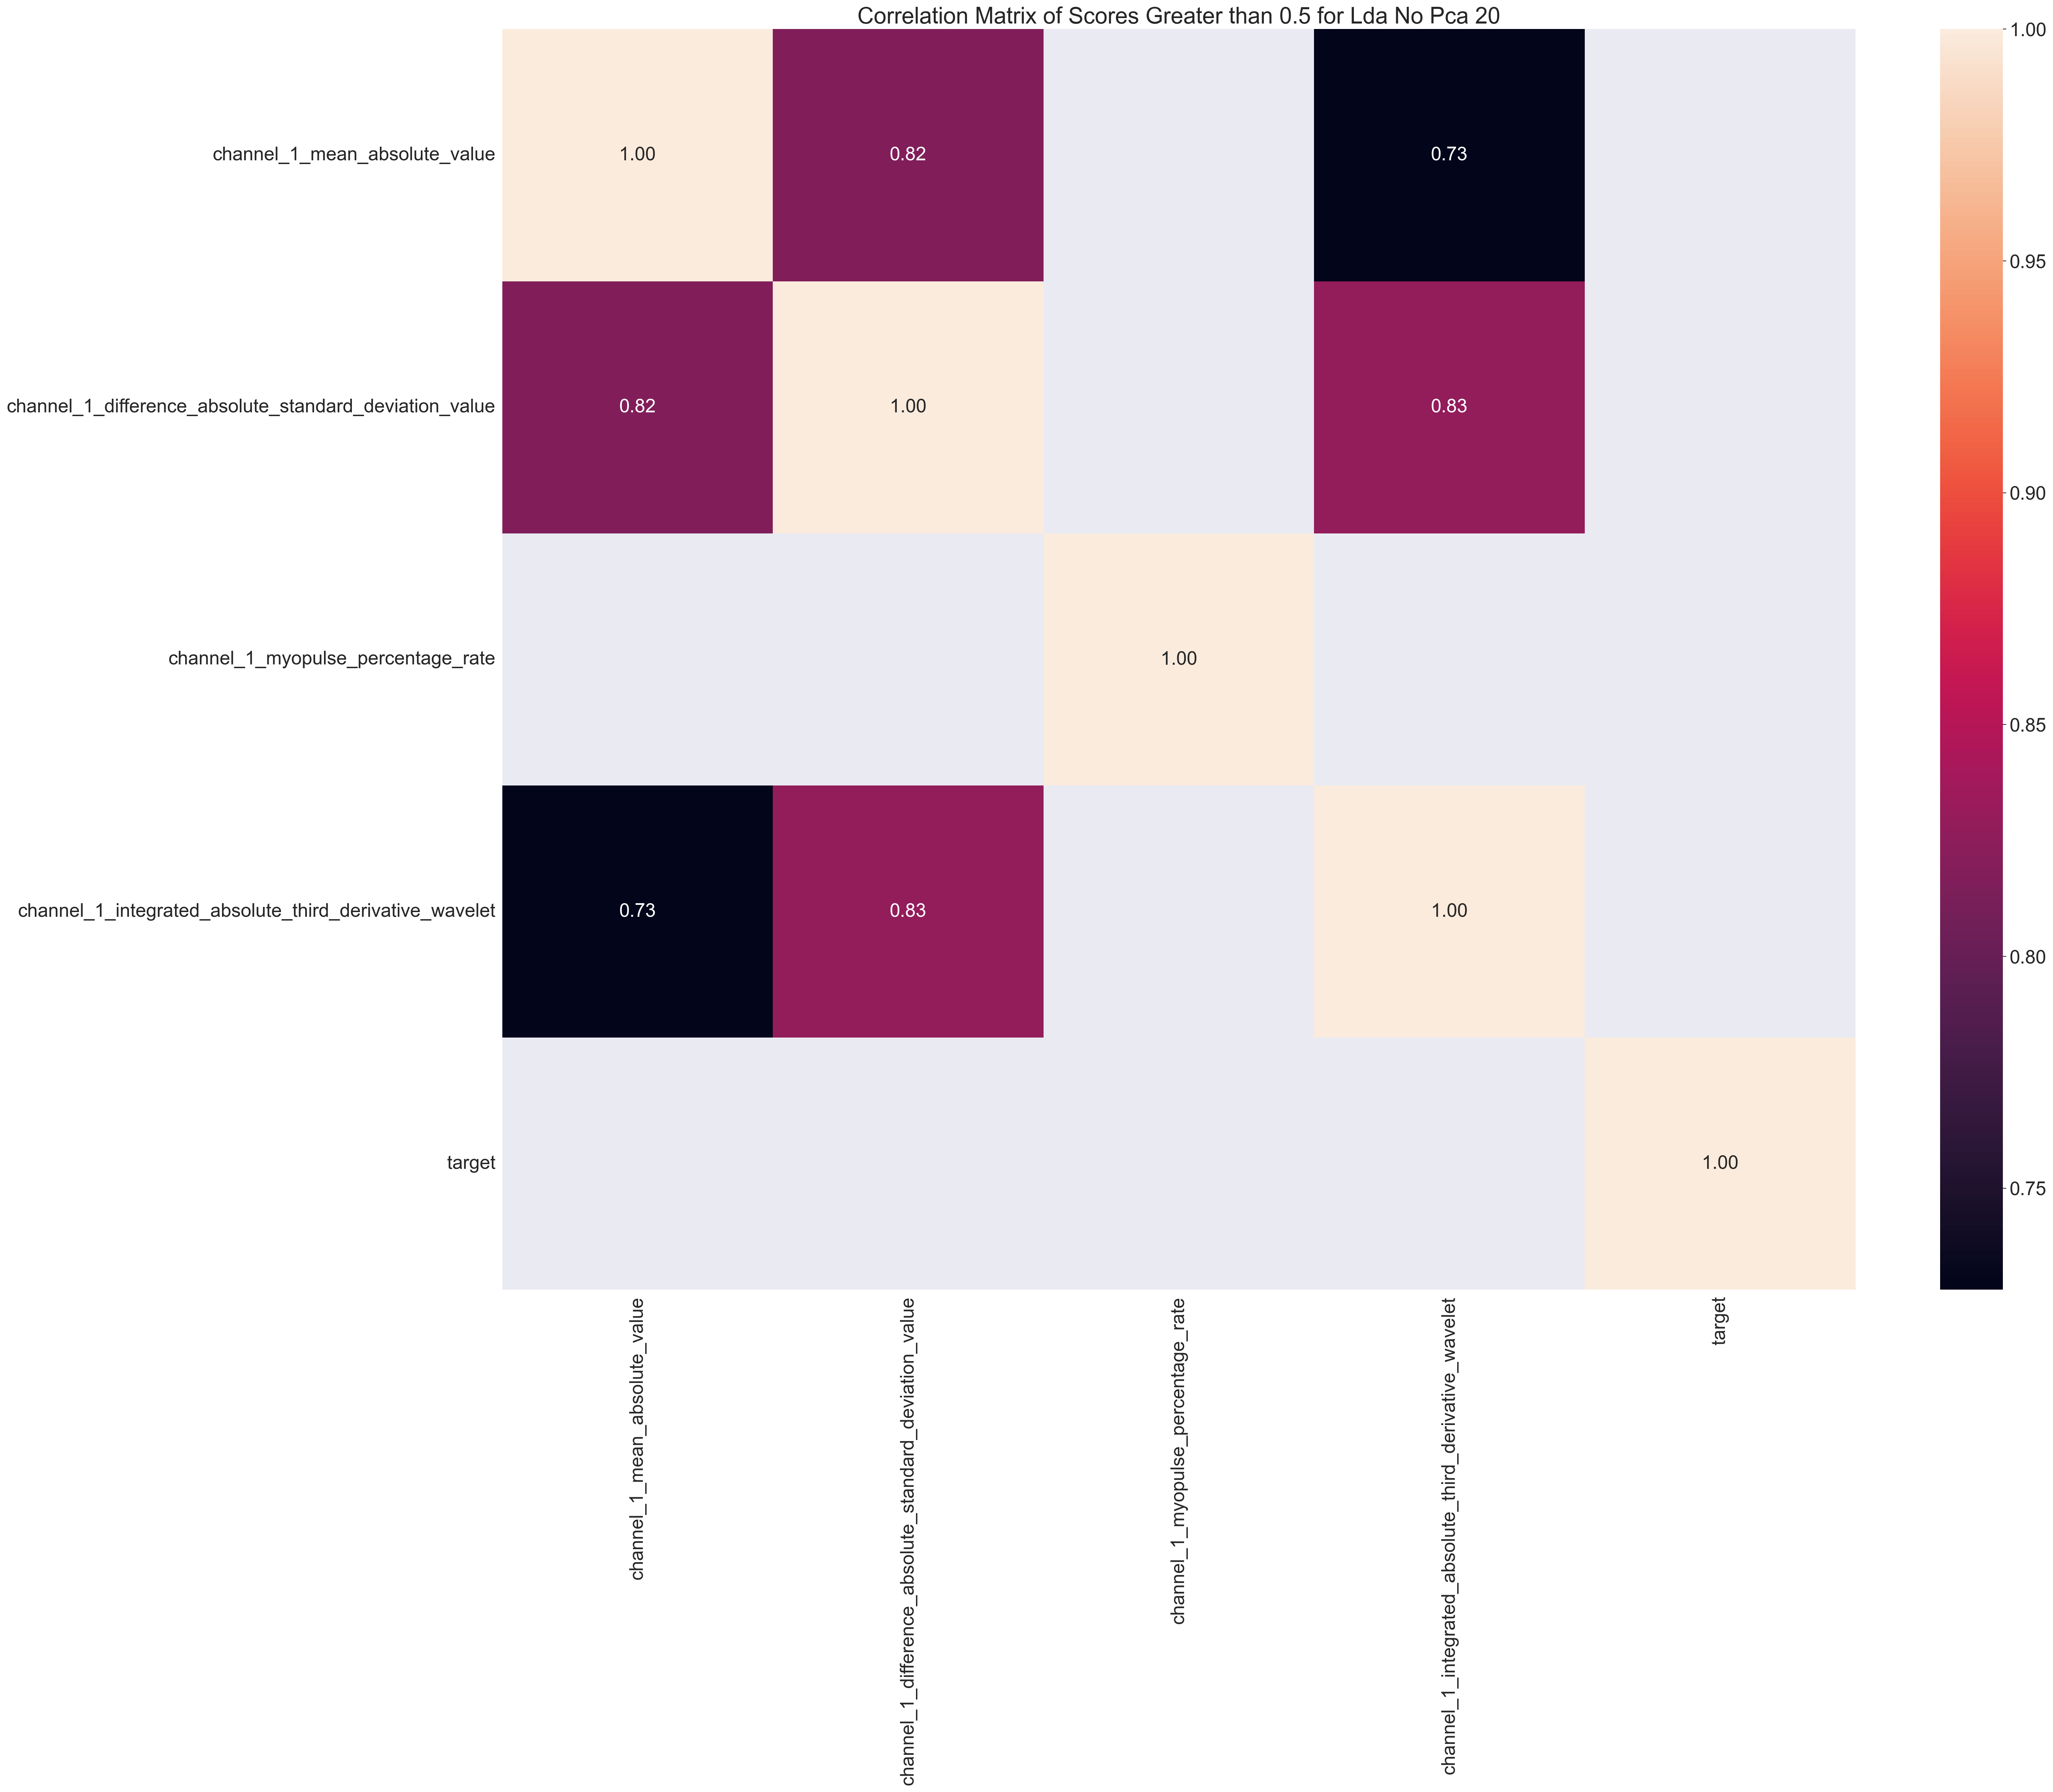 Correlation Matrix of Scores Greater than 0.5 for Lda No Pca 20
channel_1_mean_absolute_value
1.00
0.82
0.73
channel_1_difference_absolute_standard_deviation_value
0.82
1.00
0.83
channel_1_myopulse_percentage_rate
1.00
channel_1_integrated_absolute_third_derivative_wavelet
0.73
0.83
1.00
target
1.00
channel_1_mean_absolute_value
channel_1_difference_absolute_standard_deviation_value
channel_1_myopulse_percentage_rate
channel_1_integrated_absolute_third_derivative_wavelet
target
1.00
0.95
0.90
0.85
0.80
0.75